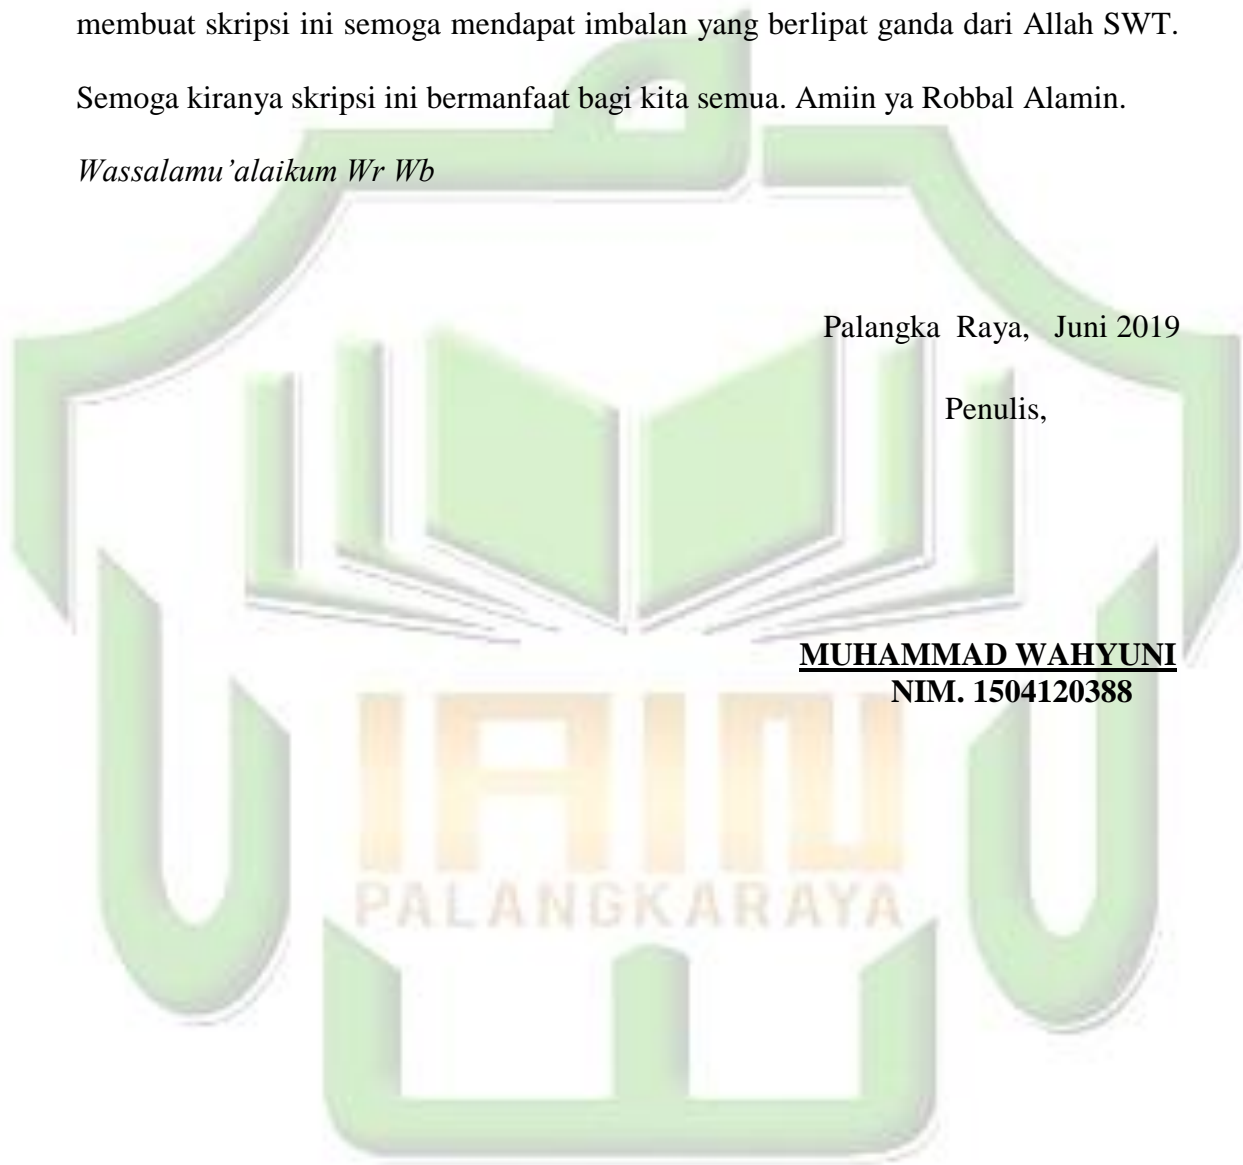 membuat skripsi ini semoga mendapat imbalan yang berlipat ganda dari Allah SWT.
Semoga kiranya skripsi ini bermanfaat bagi kita semua. Amiin ya Robbal Alamin.
Wassalamu’alaikum Wr Wb
Palangka Raya, Juni 2019
Penulis,
MUHAMMAD WAHYUNI
NIM. 1504120388
IAIN
PALANGKARAYA